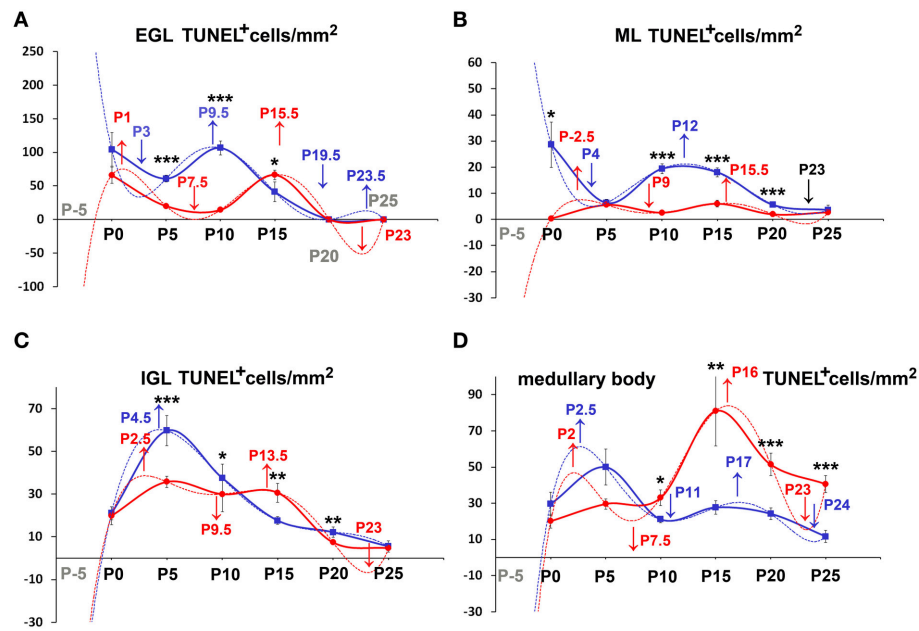 A
EGL TUNEL+cells/mm2
250
200
150
100
50
0
-50
-100
P1
P3
***
P9.5
P15.5
***
P7.5
*
P19.5
P23.5
P25
P-5
P0
P5
P10
P15
P20
P23
B
ML TUNEL+cells/mm2
60
50
40
30
20
10
0
-10
-20
-30
*
P-2.5
P4
P12
***
***
P9
P15.5
***
P23
P-5
P0
P5
P10
P15
P20
P25
C
IGL TUNEL+cells/mm2
70
50
30
10
-10
-30
***
P4.5
P2.5
*
P13.5
**
P9.5
**
P23
P-5
P0
P5
P10
P15
P20
P25
D
medullary body
TUNEL+cells/mm2
90
70
50
30
10
-10
-30
**
P16
P2.5
P2
*
P11
P17
***
***
P23
P24
P7.5
P-5
P0
P5
P10
P15
P20
P25